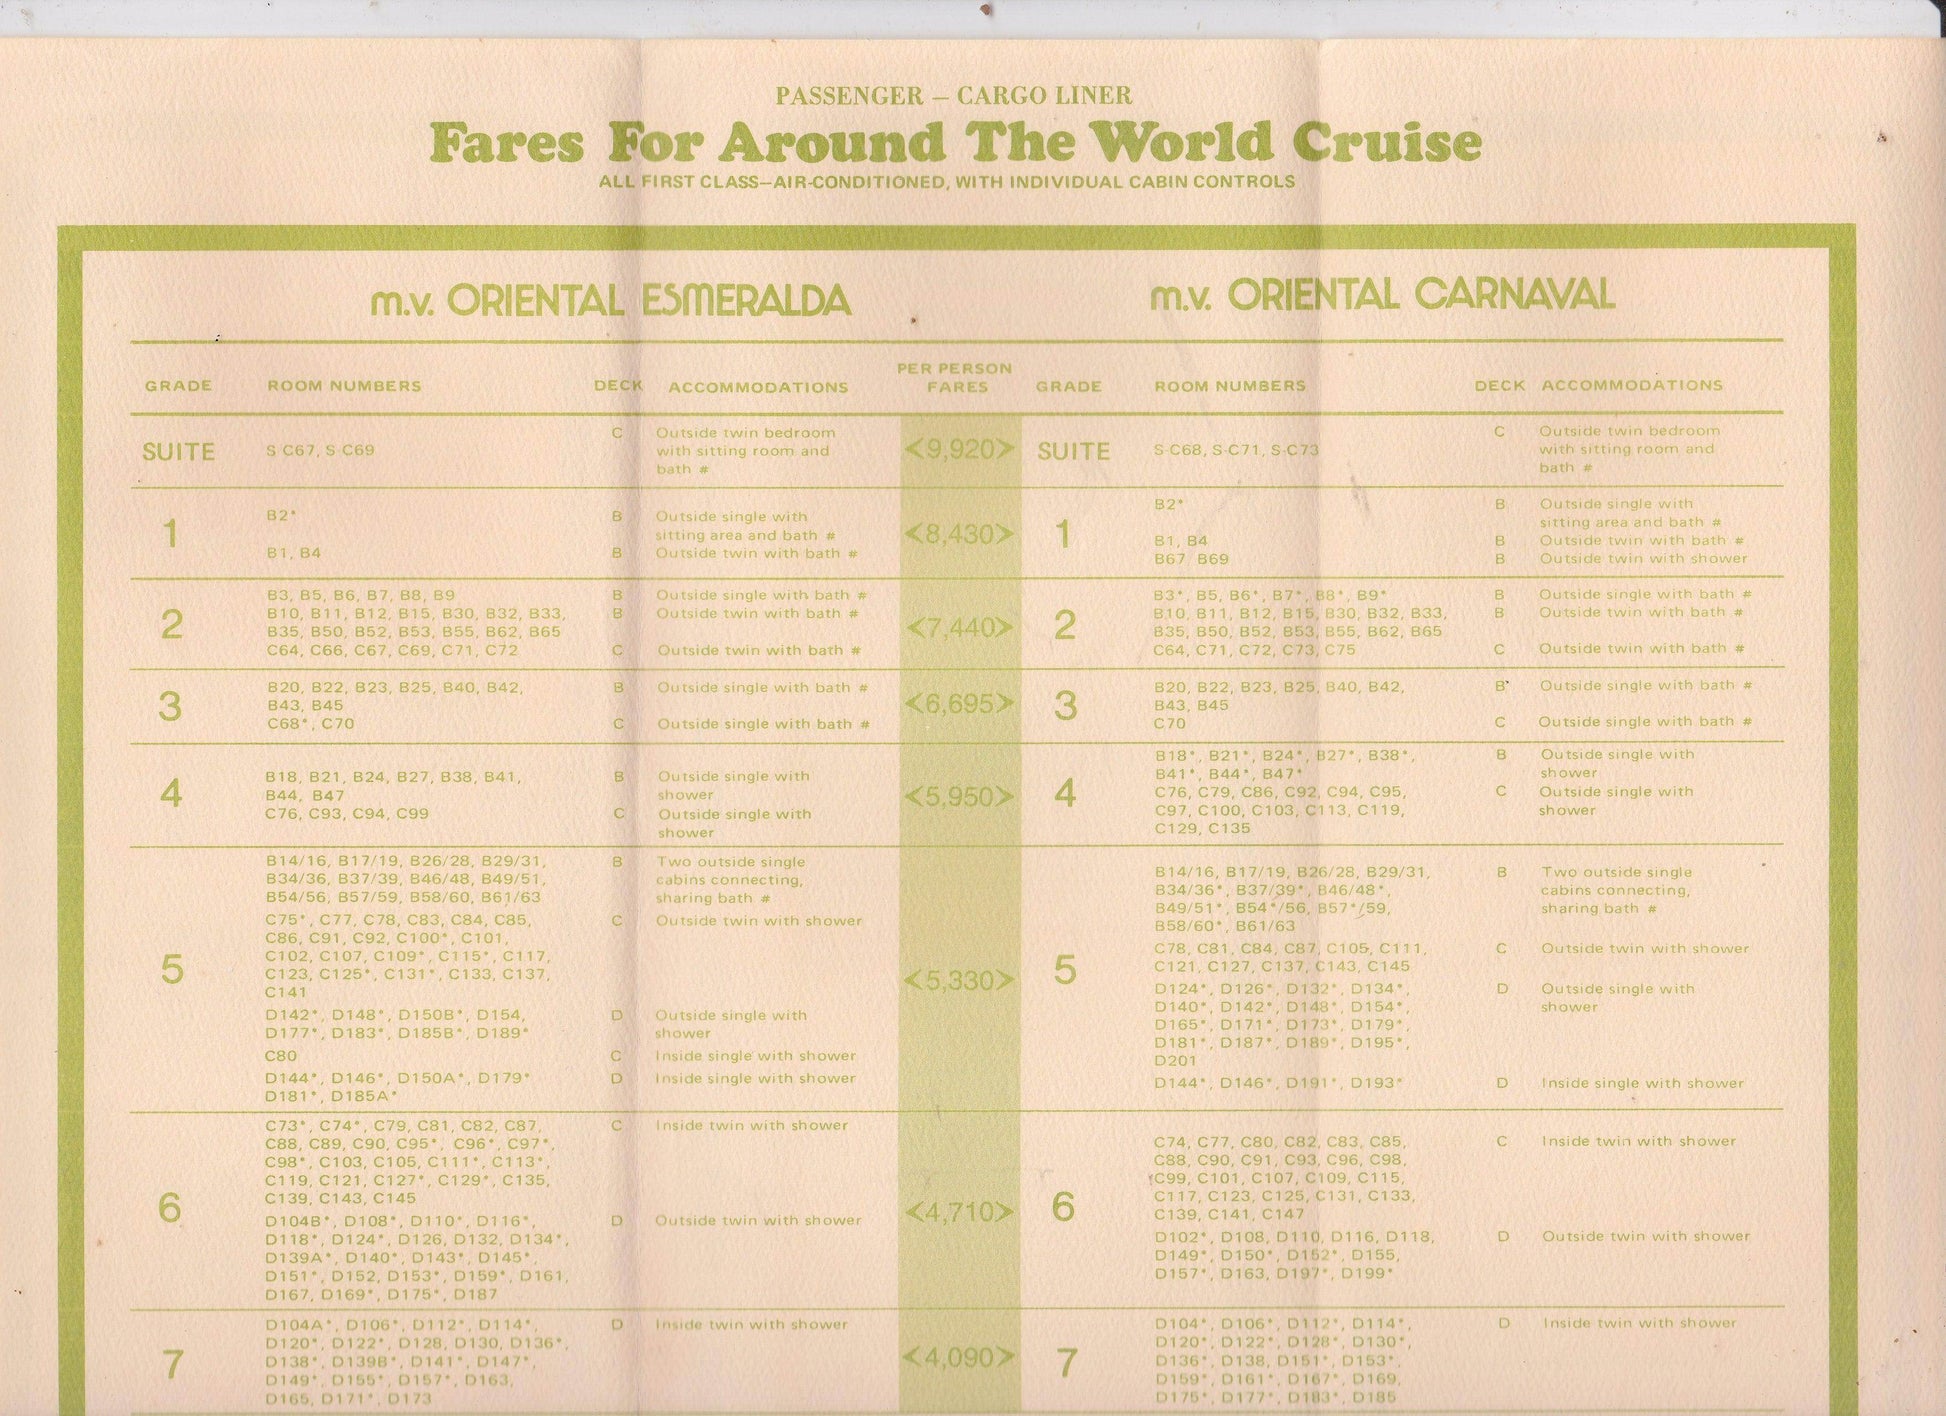 PASSENGER – CARGO LINER
Fares For Around The World Cruise
ALL FIRST CLASS–AIR-CONDITIONED, WITH INDIVIDUAL CABIN CONTROLS
m.v. ORIENTAL ESMERALDA
m.v. ORIENTAL CARNAVAL
GRADE ROOM NUMBERS DECK ACCOMMODATIONS PER PERSON FARES GRADE ROOM NUMBERS DECK ACCOMMODATIONS
SUITE
S-C67, S-C69 C Outside twin bedroom
with sitting room and
bath #
<9,920>
SUITE
S-C68, S-C71, S-C73 C Outside twin bedroom
with sitting room and
bath #
1
B2* B Outside single with
sitting area and bath #
B1, B4 B Outside twin with bath #
<8,430>
1
B2* B Outside single with
sitting area and bath #
B1, B4 B Outside twin with bath #
B67 B69 B Outside twin with shower
2
B3, B5, B6, B7, B8, B9 B Outside single with bath #
B10, B11, B12, B15, B30, B32, B33, B Outside twin with bath #
B35, B50, B52, B53, B55, B62, B65
C64, C66, C67, C69, C71, C72 C Outside twin with bath #
<7,440>
2
B3*, B5, B6*, B7*, B8*, B9* B Outside single with bath #
B10, B11, B12, B15, B30, B32, B33, B Outside twin with bath #
B35, B50, B52, B53, B55, B62, B65
C64, C71, C72, C73, C75 C Outside twin with bath #
3
B20, B22, B23, B25, B40, B42, B Outside single with bath #
B43, B45
C68*, C70 C Outside single with bath #
<6,695>
3
B20, B22, B23, B25, B40, B42, B Outside single with bath #
B43, B45
C70 C Outside single with bath #
4
B18, B21, B24, B27, B38, B41, B Outside single with
B44, B47 shower
C76, C93, C94, C99 C Outside single with
shower
<5,950>
4
B18*, B21*, B24*, B27*, B38*, B Outside single with
B41*, B44*, B47* shower
C76, C79, C86, C92, C94, C95, C Outside single with
C97, C100, C103, C113, C119, shower
C129, C135
5
B14/16, B17/19, B26/28, B29/31, B Two outside single
B34/36, B37/39, B46/48, B49/51, cabins connecting,
B54/56, B57/59, B58/60, B61/63 sharing bath #
C75*, C77, C78, C83, C84, C85, C Outside twin with shower
C86, C91, C92, C100*, C101,
C102, C107, C109*, C115*, C117,
C123, C125*, C131*, C133, C137,
C141
D142*, D148*, D150B*, D154, D Outside single with
D177*, D183*, D185B*, D189* shower
C80 C Inside single with shower
D144*, D146*, D150A*, D179* D Inside single with shower
D181*, D185A*
<5,330>
5
B14/16, B17/19, B26/28, B29/31, B Two outside single
B34/36*, B37/39*, B46/48*, cabins connecting,
B49/51*, B54*/56, B57*/59, sharing bath #
B58/60*, B61/63
C78, C81, C84, C87, C105, C111, C Outside twin with shower
C121, C127, C137, C143, C145
D124*, D126*, D132*, D134*, D Outside single with
D140*, D142*, D148*, D154*, shower
D165*, D171*, D173*, D179*,
D181*, D187*, D189*, D195*,
D201
D144*, D146*, D191*, D193* D Inside single with shower
6
C73*, C74*, C79, C81, C82, C87, C Inside twin with shower
C88, C89, C90, C95*, C96*, C97*,
C98*, C103, C105, C111*, C113*,
C119, C121, C127*, C129*, C135,
C139, C143, C145
D104B*, D108*, D110*, D116*, D Outside twin with shower
D118*, D124*, D126, D132, D134*,
D139A*, D140*, D143*, D145*,
D151*, D152, D153*, D159*, D161,
D167, D169*, D175*, D187
<4,710>
6
C74, C77, C80, C82, C83, C85, C Inside twin with shower
C88, C90, C91, C93, C96, C98,
C99, C101, C107, C109, C115,
C117, C123, C125, C131, C133,
C139, C141, C147
D102*, D108, D110, D116, D118, D Outside twin with shower
D149*, D150*, D152*, D155,
D157*, D163, D197*, D199*
7
D104A*, D106*, D112*, D114*, D Inside twin with shower
D120*, D122*, D128, D130, D136*,
D138*, D139B*, D141*, D147*,
D149*, D155*, D157*, D163,
D165, D171*, D173
<4,090>
7
D104*, D106*, D112*, D114*, D Inside twin with shower
D120*, D122*, D128*, D130*,
D136*, D138, D151*, D153*,
D159*, D161*, D167*, D169,
D175*, D177*, D183*, D185